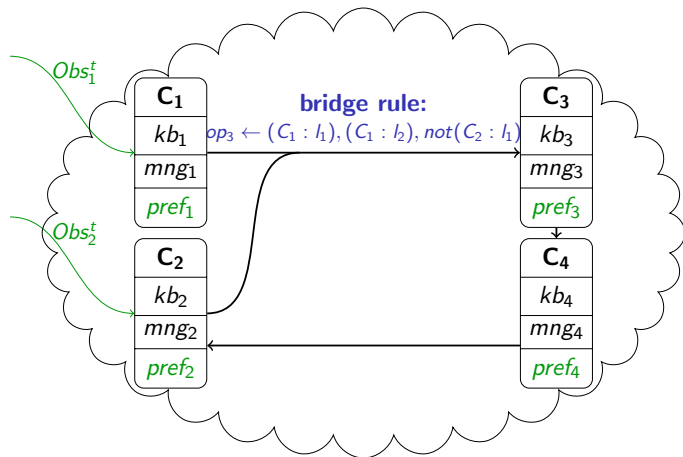 Obs₁ᵗ
C₁
kb₁
mng₁
pref₁
bridge rule:
op₃ ← (C₁ : l₁), (C₁ : l₂), not(C₂ : l₁)
C₃
kb₃
mng₃
pref₃
Obs₂ᵗ
C₂
kb₂
mng₂
pref₂
C₄
kb₄
mng₄
pref₄